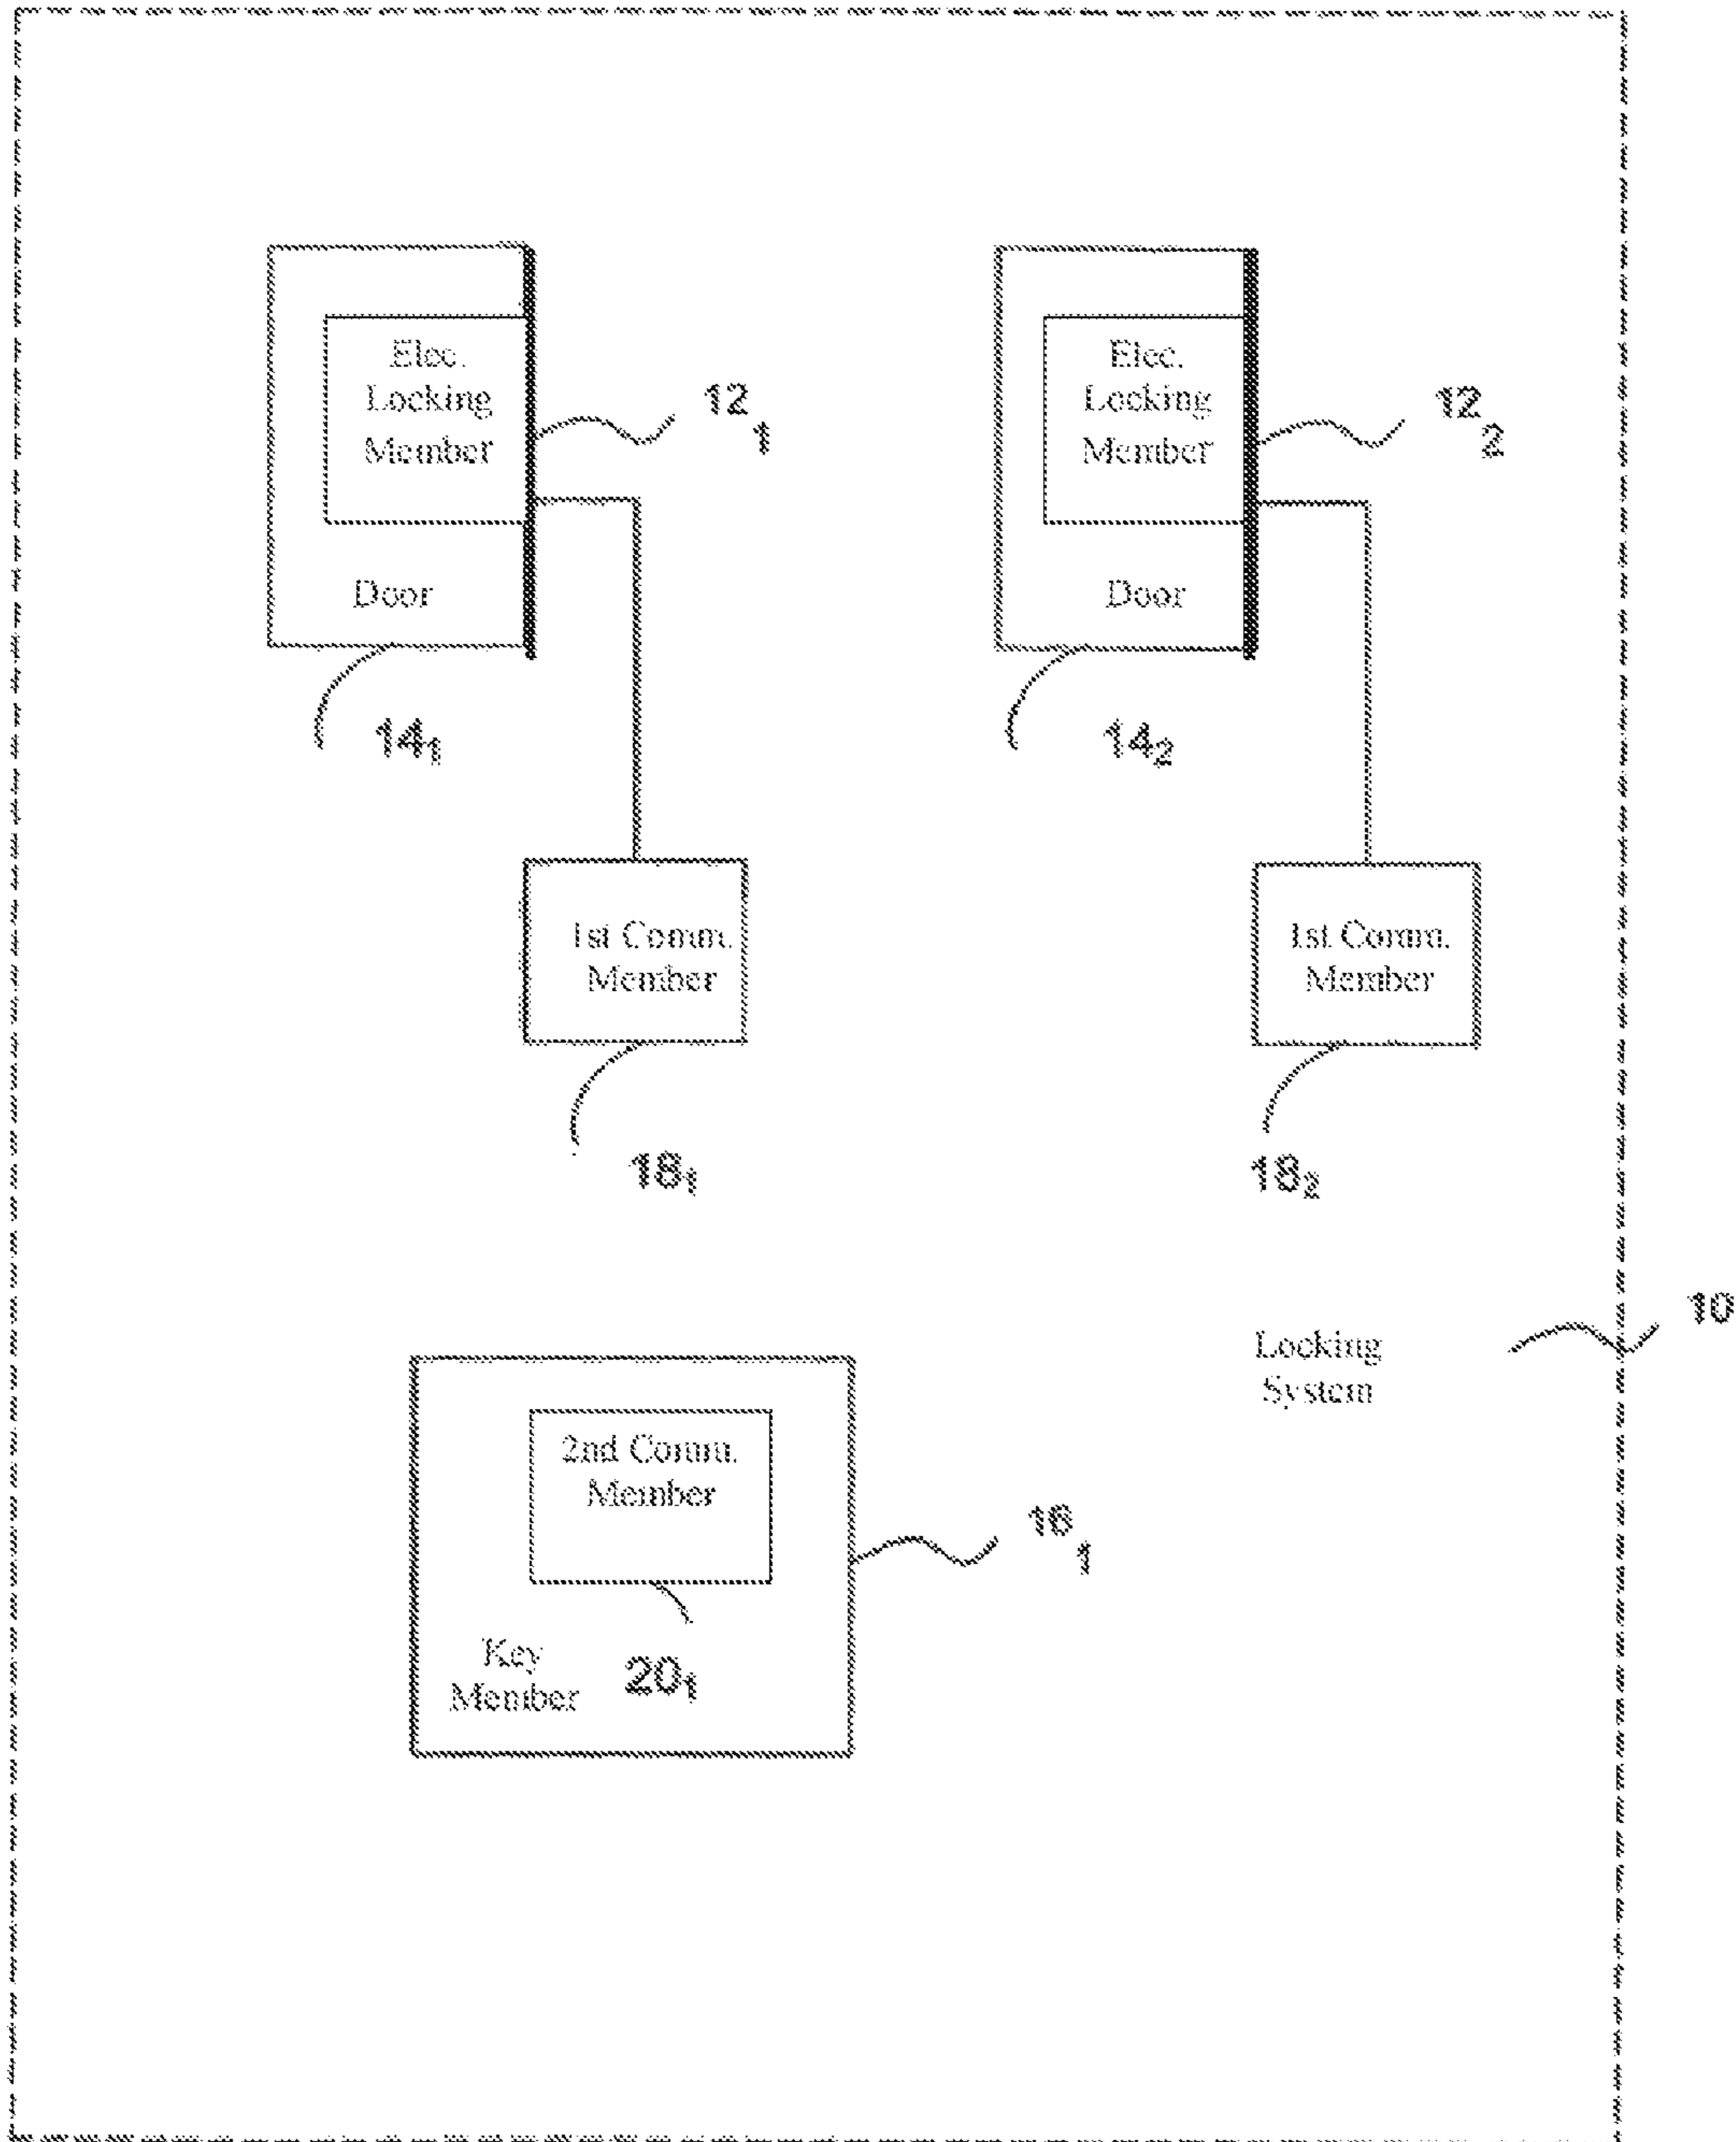 Elec.
Locking
Member
12
1
Door
14₁
Elec.
Locking
Member
12
2
Door
14₂
1st Comm.
Member
18₁
1st Comm.
Member
18₂
10
Locking
System
2nd Comm.
Member
16
1
Key
Member
20₁